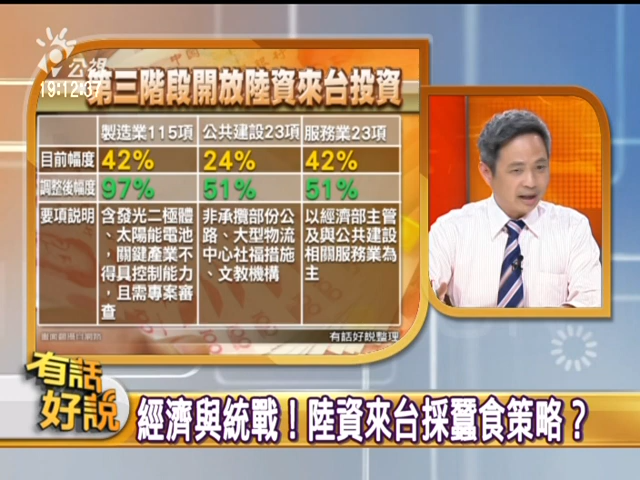 公視
19:12:37
第三階段開放陸資來台投資
製造業115項 公共建設23項 服務業23項
目前幅度 42% 24% 42%
調整後幅度 97% 51% 51%
要項說明
含發光二極體
、太陽能電池
，關鍵產業不
得具控制能力
，且需專案審
查
非承攬部份公
路、大型物流
中心社福措施
、文教機構
以經濟部主管
及與公共建設
相關服務業為
主
有話好說整理
有話
好說
經濟與統戰！陸資來台採蠶食策略？